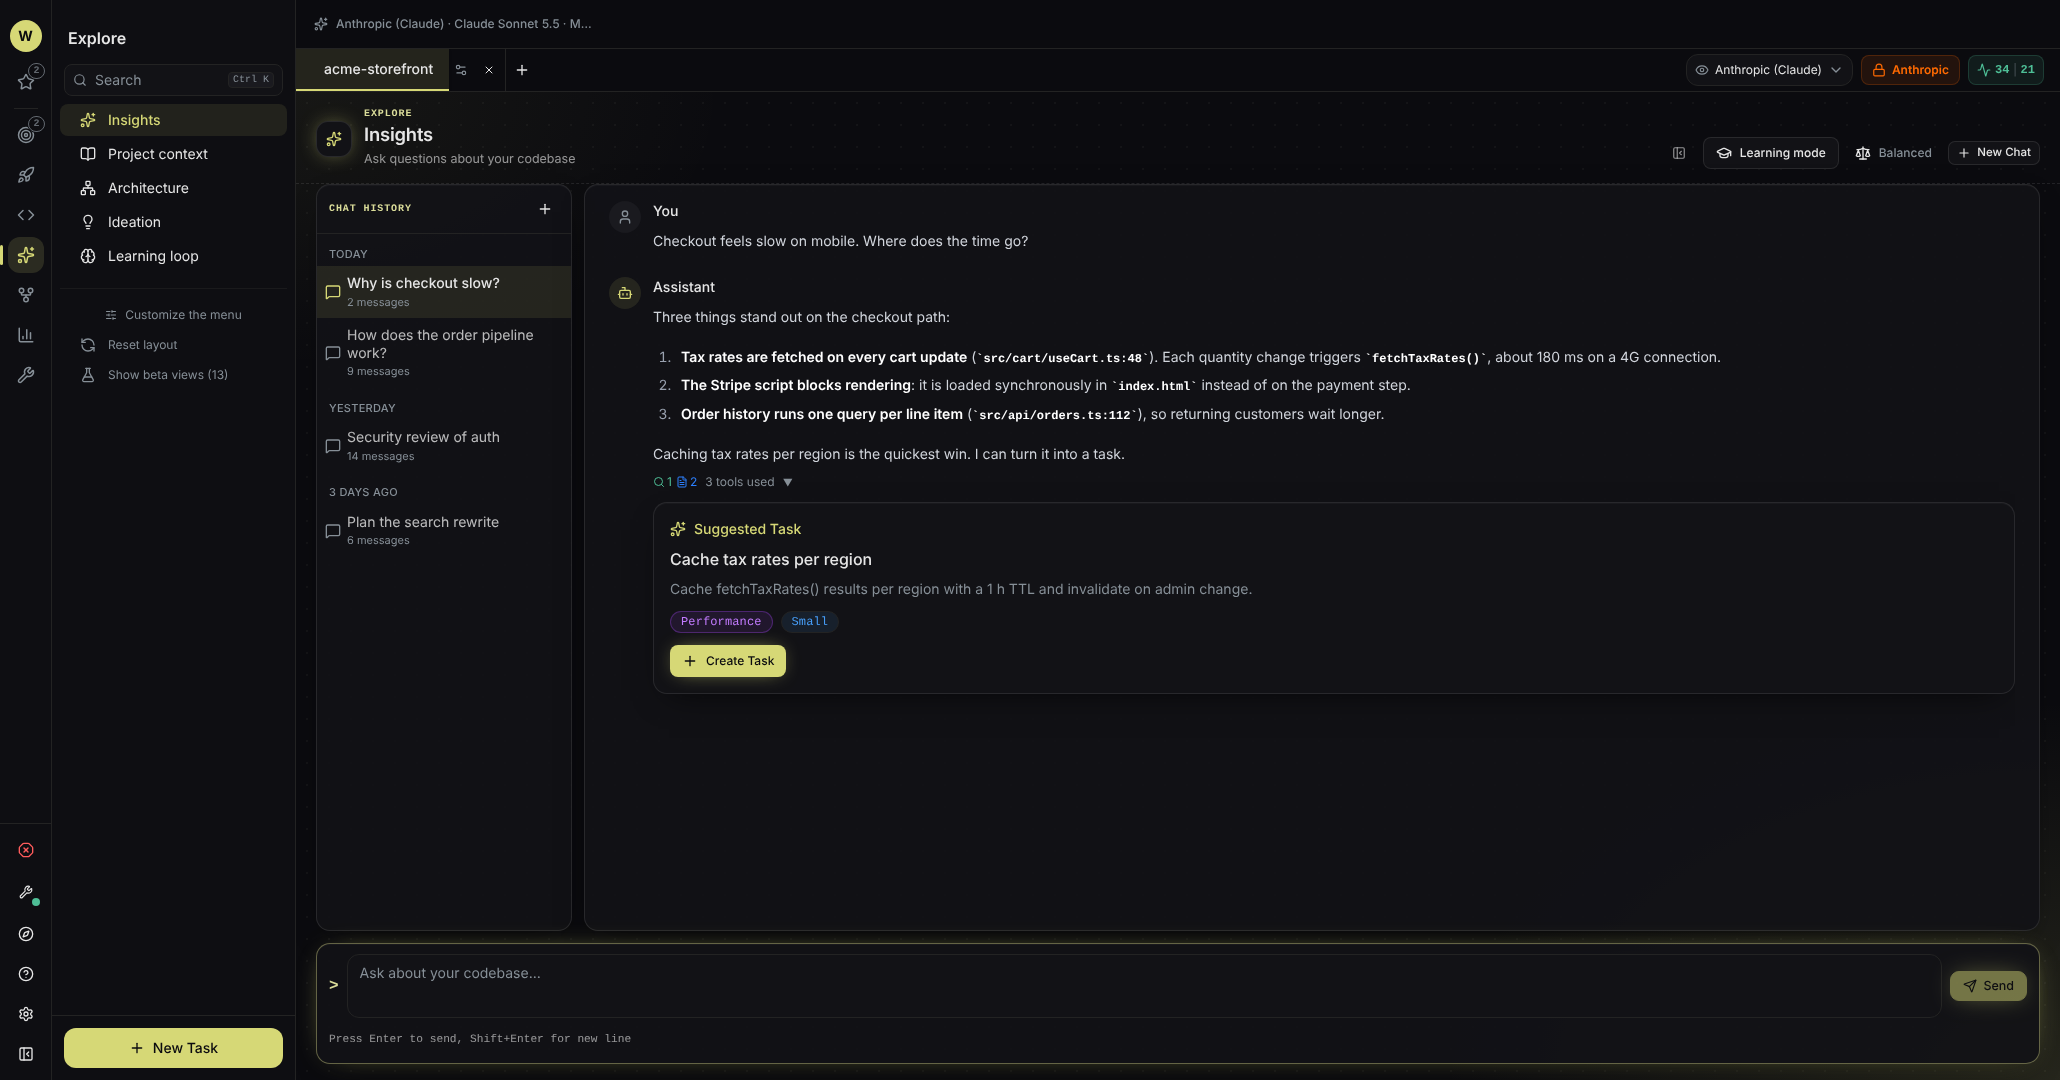 W
Explore
Anthropic (Claude) · Claude Sonnet 5.5 · M...
2
Search
Ctrl K
acme-storefront
Anthropic (Claude)
Anthropic
34 | 21
2
Insights
Project context
Architecture
Ideation
Learning loop
Customize the menu
Reset layout
Show beta views (13)
EXPLORE
Insights
Ask questions about your codebase
Learning mode
Balanced
New Chat
CHAT HISTORY
TODAY
Why is checkout slow?
2 messages
How does the order pipeline
work?
9 messages
YESTERDAY
Security review of auth
14 messages
3 DAYS AGO
Plan the search rewrite
6 messages
You
Checkout feels slow on mobile. Where does the time go?
Assistant
Three things stand out on the checkout path:
1. Tax rates are fetched on every cart update (`src/cart/useCart.ts:48`). Each quantity change triggers `fetchTaxRates()`, about 180 ms on a 4G connection.
2. The Stripe script blocks rendering: it is loaded synchronously in `index.html` instead of on the payment step.
3. Order history runs one query per line item (`src/api/orders.ts:112`), so returning customers wait longer.
Caching tax rates per region is the quickest win. I can turn it into a task.
1 2 3 tools used
Suggested Task
Cache tax rates per region
Cache fetchTaxRates() results per region with a 1 h TTL and invalidate on admin change.
Performance
Small
Create Task
> Ask about your codebase...
Send
Press Enter to send, Shift+Enter for new line
New Task